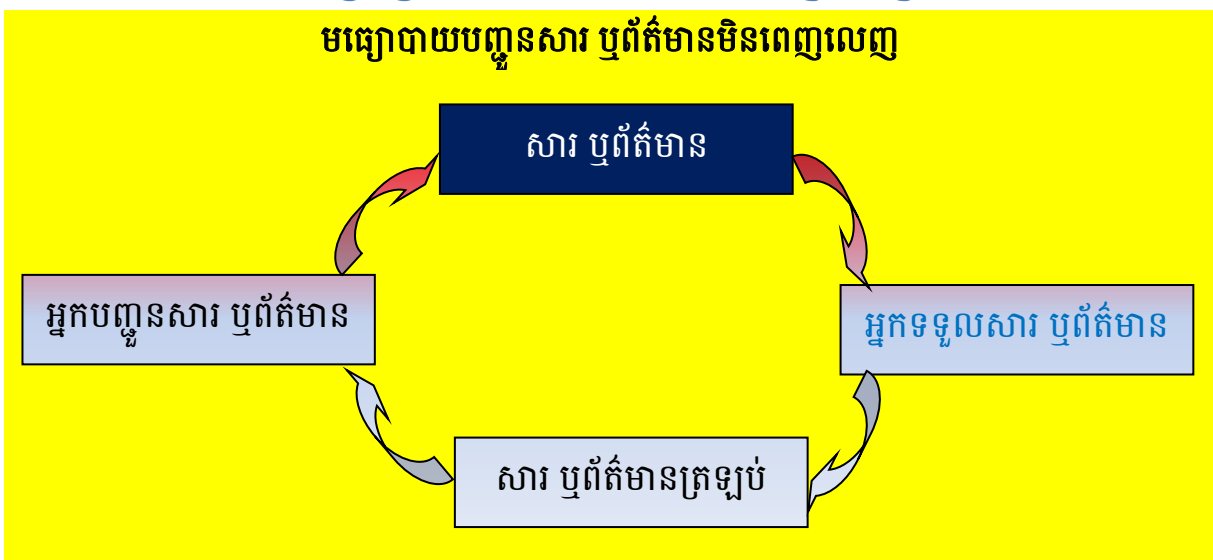 មធ្យោបាយបញ្ជូនសារ ឬព័ត៌មានមិនពេញលេញ
សារ ឬព័ត៌មាន
អ្នកបញ្ជូនសារ ឬព័ត៌មាន
អ្នកទទួលសារ ឬព័ត៌មាន
សារ ឬព័ត៌មានត្រឡប់